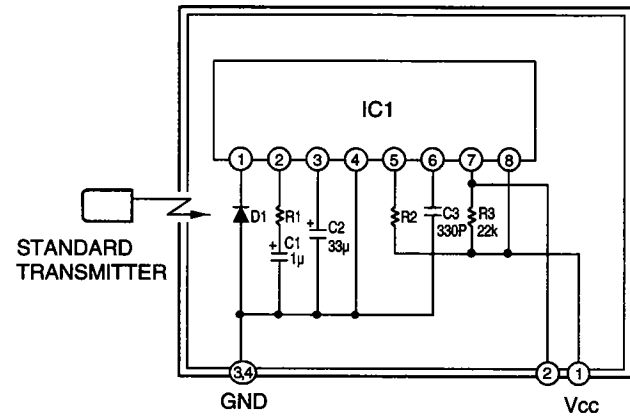 IC1
1 2 3 4 5 6 7 8
D1
R1
C1
1µ
C2
33µ
R2
C3
330P
R3
22k
STANDARD
TRANSMITTER
3,4 2 1
GND Vcc